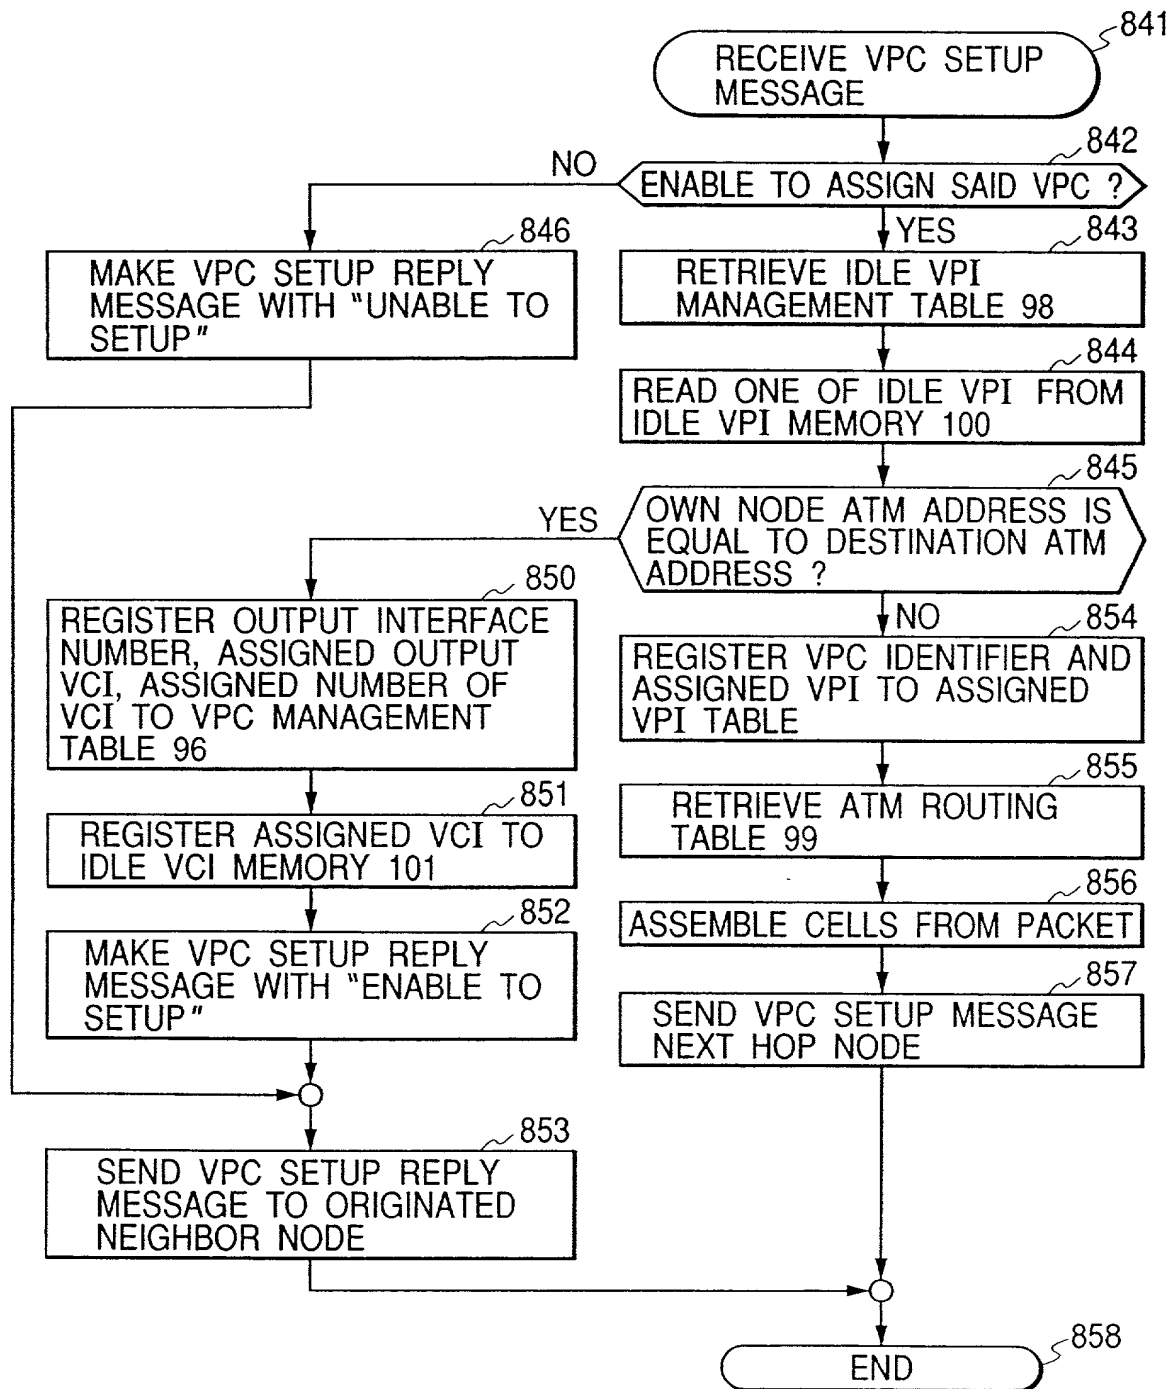 841
RECEIVE VPC SETUP
MESSAGE
842
NO
ENABLE TO ASSIGN SAID VPC ?
YES
846
MAKE VPC SETUP REPLY
MESSAGE WITH "UNABLE TO
SETUP"
843
RETRIEVE IDLE VPI
MANAGEMENT TABLE 98
844
READ ONE OF IDLE VPI FROM
IDLE VPI MEMORY 100
845
YES
OWN NODE ATM ADDRESS IS
EQUAL TO DESTINATION ATM
ADDRESS ?
NO
850
REGISTER OUTPUT INTERFACE
NUMBER, ASSIGNED OUTPUT
VCI, ASSIGNED NUMBER OF
VCI TO VPC MANAGEMENT
TABLE 96
854
REGISTER VPC IDENTIFIER AND
ASSIGNED VPI TO ASSIGNED
VPI TABLE
851
REGISTER ASSIGNED VCI TO
IDLE VCI MEMORY 101
855
RETRIEVE ATM ROUTING
TABLE 99
852
MAKE VPC SETUP REPLY
MESSAGE WITH "ENABLE TO
SETUP"
856
ASSEMBLE CELLS FROM PACKET
857
SEND VPC SETUP MESSAGE
NEXT HOP NODE
853
SEND VPC SETUP REPLY
MESSAGE TO ORIGINATED
NEIGHBOR NODE
858
END